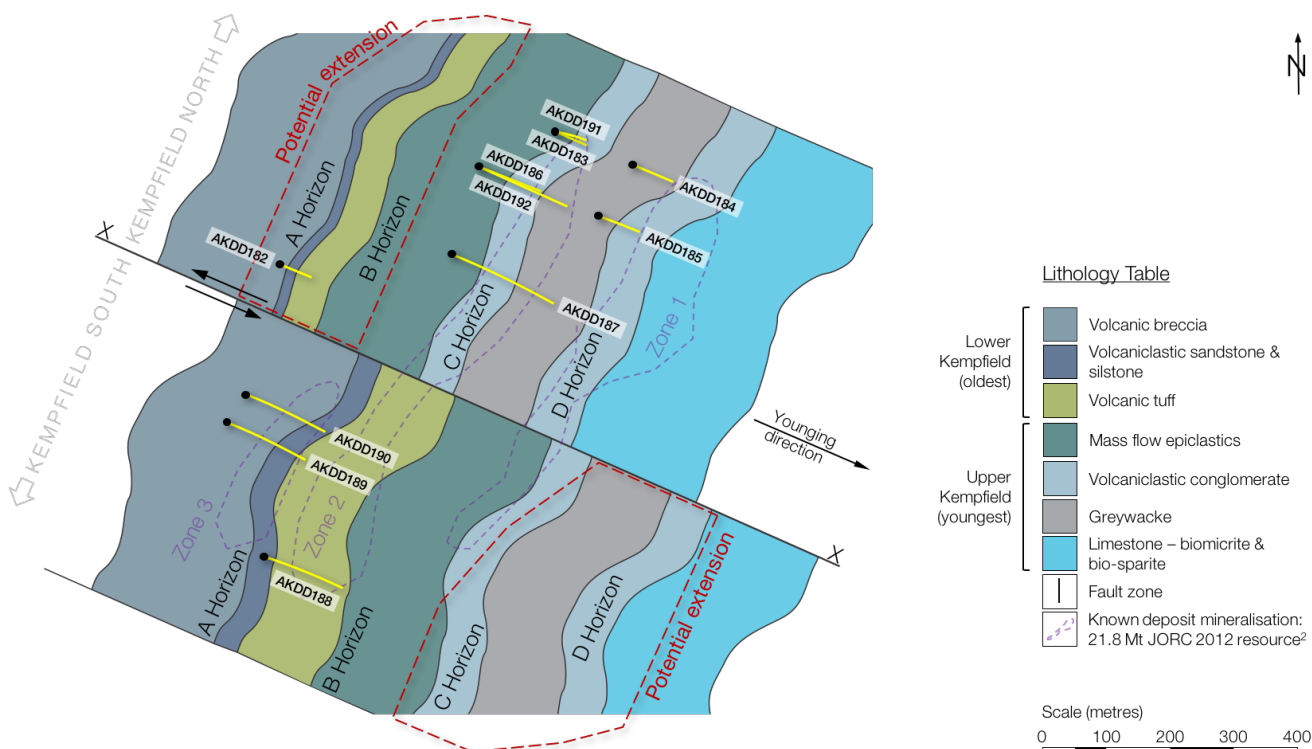 KEMPFIELD NORTH
KEMPFIELD SOUTH
Potential extension
N
AKDD191
AKDD183
AKDD186
AKDD192
AKDD184
AKDD185
AKDD182
AKDD187
A Horizon
B Horizon
C Horizon
D Horizon
Zone 1
X
X
AKDD190
AKDD189
AKDD188
Zone 3
Zone 2
A Horizon
B Horizon
C Horizon
D Horizon
Potential extension
Younging
direction
Lithology Table
Lower
Kempfield
(oldest)
Volcanic breccia
Volcaniclastic sandstone &
silstone
Volcanic tuff
Upper
Kempfield
(youngest)
Mass flow epiclastics
Volcaniclastic conglomerate
Greywacke
Limestone – biomicrite &
bio-sparite
Fault zone
Known deposit mineralisation:
21.8 Mt JORC 2012 resource²
Scale (metres)
0 100 200 300 400